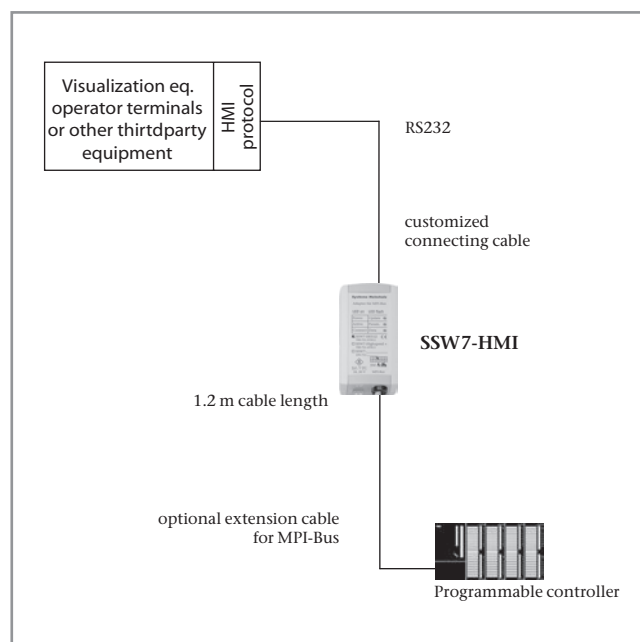 Visualization eq.
operator terminals
or other thirtdparty
equipment
HMI
protocol
RS232
customized
connecting cable
SSW7-HMI
1.2 m cable length
optional extension cable
for MPI-Bus
Programmable controller